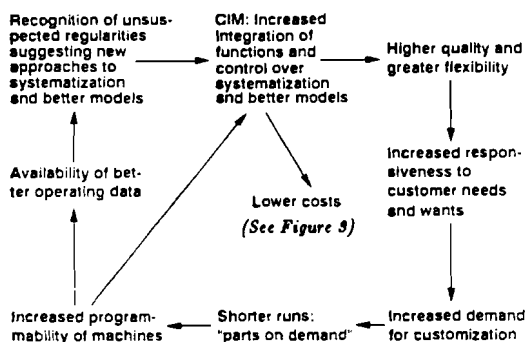 Recognition of unsus-
pected regularities
suggesting new
approaches to
systematization
and better models
CIM: Increased
Integration of
functions and
control over
systematization
and better models
Higher quality and
greater flexibility
Increased respon-
siveness to
customer needs
and wants
Availability of bet-
ter operating data
Lower costs
(See Figure 3)
Increased program-
mability of machines
Shorter runs:
"parts on demand"
Increased demand
for customization